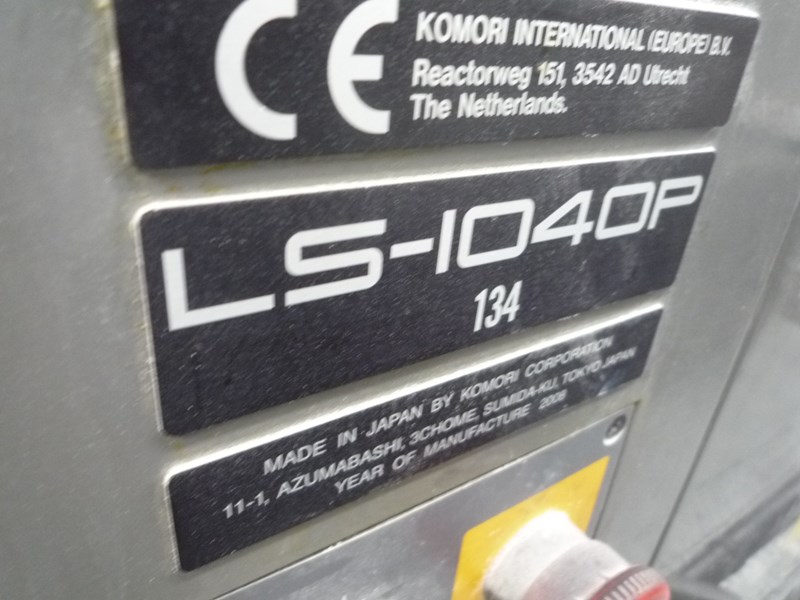 CE KOMORI INTERNATIONAL (EUROPE) B.V.
Reactorweg 151, 3542 AD Utrecht
The Netherlands.
LS-1040P
134
MADE IN JAPAN BY KOMORI CORPORATION
11-1, AZUMABASHI, 3CHOME, SUMIDA-KU, TOKYO JAPAN
YEAR OF MANUFACTURE 2006